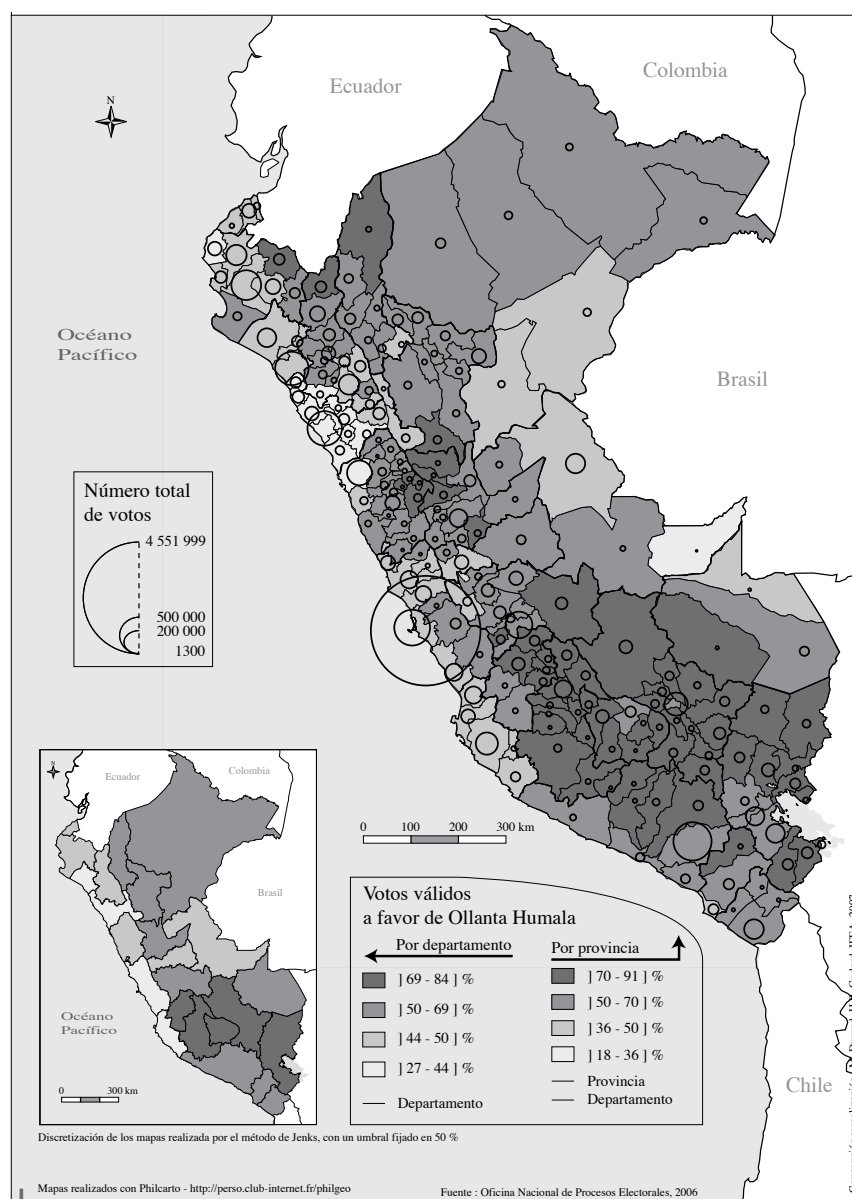 Ecuador
Colombia
N
Océano
Pacífico
Brasil
Número total
de votos
4 551 999
500 000
200 000
1300
0 100 200 300 km
Ecuador
Colombia
Brasil
Océano
Pacífico
0 300 km
Votos válidos
a favor de Ollanta Humala
Por departamento
] 69 - 84 ] %
] 50 - 69 ] %
] 44 - 50 ] %
] 27 - 44 ] %
Departamento
Por provincia
] 70 - 91 ] %
] 50 - 70 ] %
] 36 - 50 ] %
] 18 - 36 ] %
Provincia
Departamento
Chile
Discretización de los mapas realizada por el método de Jenks, con un umbral fijado en 50 %
Mapas realizados con Philcarto - http://perso.club-internet.fr/philgeo
Fuente : Oficina Nacional de Procesos Electorales, 2006